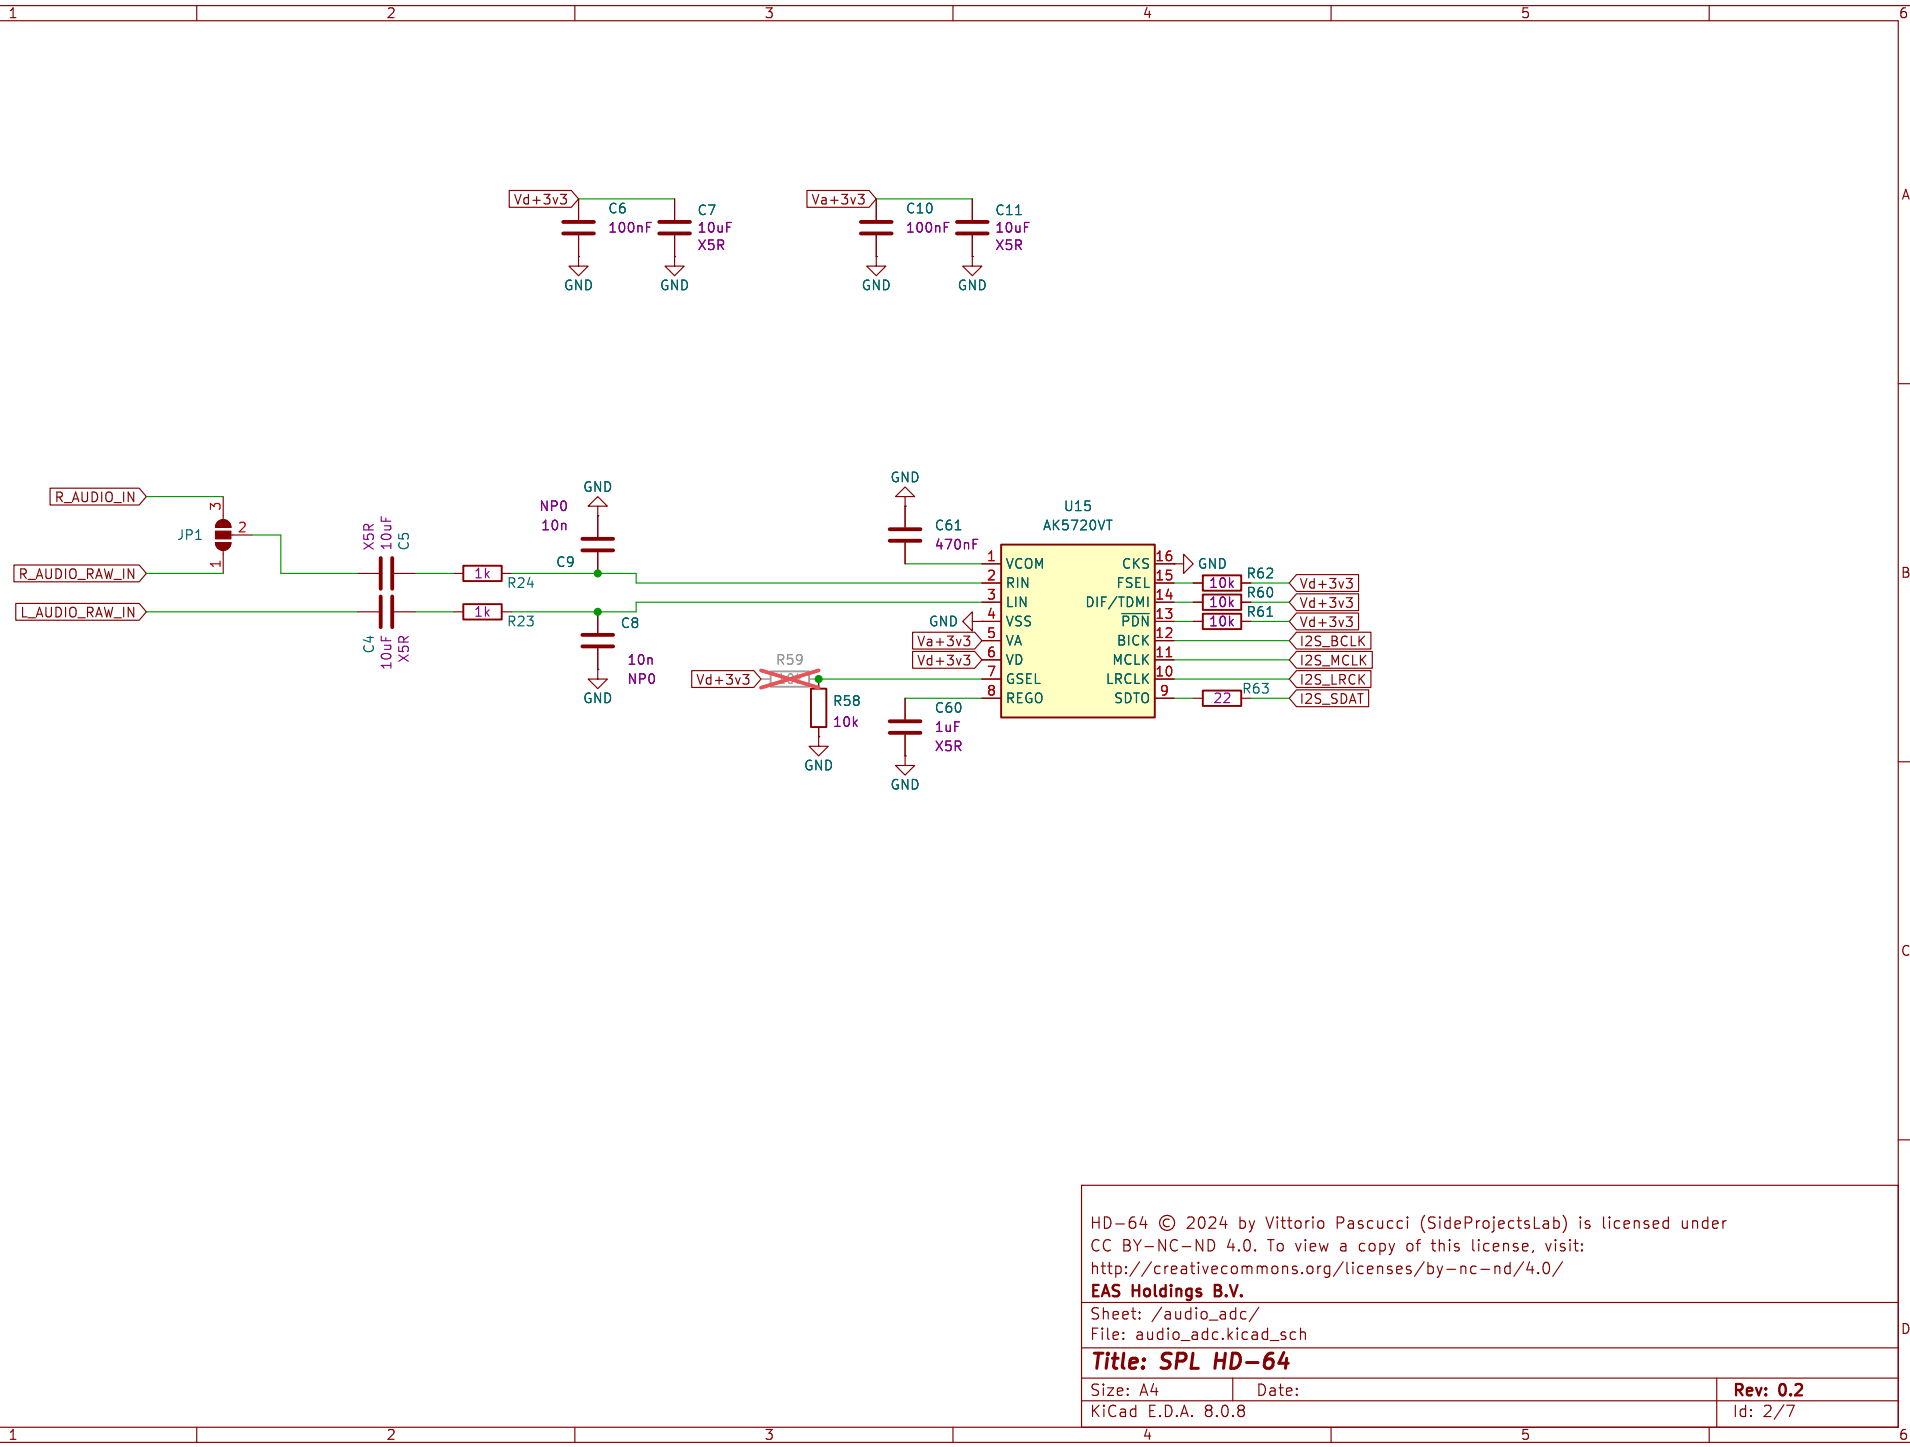 1 2 3 4 5 6
A
B
C
D
Vd+3v3
C6
100nF
GND
C7
10uF
X5R
GND
Va+3v3
C10
100nF
GND
C11
10uF
X5R
GND
R_AUDIO_IN
3
JP1
2
1
R_AUDIO_RAW_IN
L_AUDIO_RAW_IN
X5R
10uF
C5
C4
10uF
X5R
1k
R24
1k
R23
GND
NP0
10n
C9
C8
10n
NP0
GND
Vd+3v3
R59
R58
10k
GND
GND
C61
470nF
GND
Va+3v3
Vd+3v3
C60
1uF
X5R
GND
U15
AK5720VT
1 VCOM
2 RIN
3 LIN
4 VSS
5 VA
6 VD
7 GSEL
8 REGO
CKS 16
FSEL 15
DIF/TDMI 14
PDN 13
BICK 12
MCLK 11
LRCLK 10
SDTO 9
GND
10k R62 Vd+3v3
10k R60 Vd+3v3
10k R61 Vd+3v3
I2S_BCLK
I2S_MCLK
I2S_LRCK
22 R63 I2S_SDAT
HD-64 © 2024 by Vittorio Pascucci (SideProjectsLab) is licensed under
CC BY-NC-ND 4.0. To view a copy of this license, visit:
http://creativecommons.org/licenses/by-nc-nd/4.0/
EAS Holdings B.V.
Sheet: /audio_adc/
File: audio_adc.kicad_sch
Title: SPL HD-64
Size: A4
Date:
Rev: 0.2
KiCad E.D.A. 8.0.8
Id: 2/7
1 2 3 4 5 6